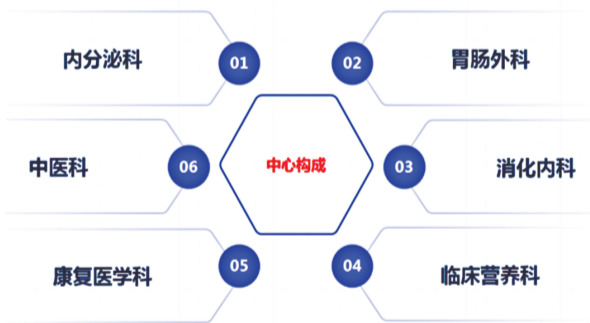 内分泌科
01
02
胃肠外科
中医科
06
中心构成
03
消化内科
康复医学科
05
04
临床营养科